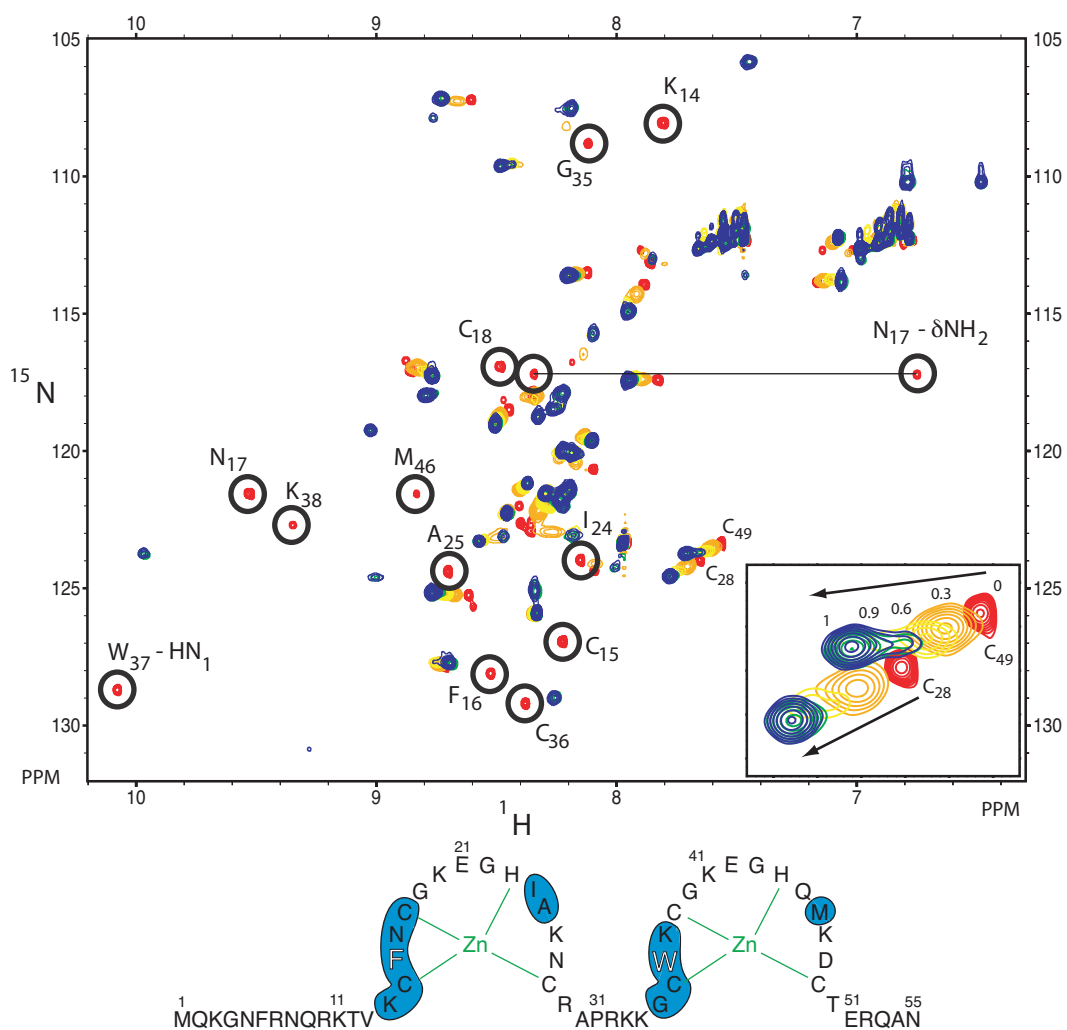 10 9 8 7
105 105
K14
G35
110 110
115 115
C18
N17 - δNH2
15N
120 120
N17
M46
K38
A25
I24
C49
C28
125 125
0
0.3
0.6
0.9
1
C49
C28
W37 - HN1
C15
F16
C36
130 130
PPM
10 9 8 7
PPM
1H
21
E
K G
G H
C I
N A
F K
C N
K C
Zn
R
41
E
K G
G H
C Q
K M
W K
C D
G C
Zn
T
1 11 31 51 55
MQKGNFRNQRKTV APRKK ERQAN